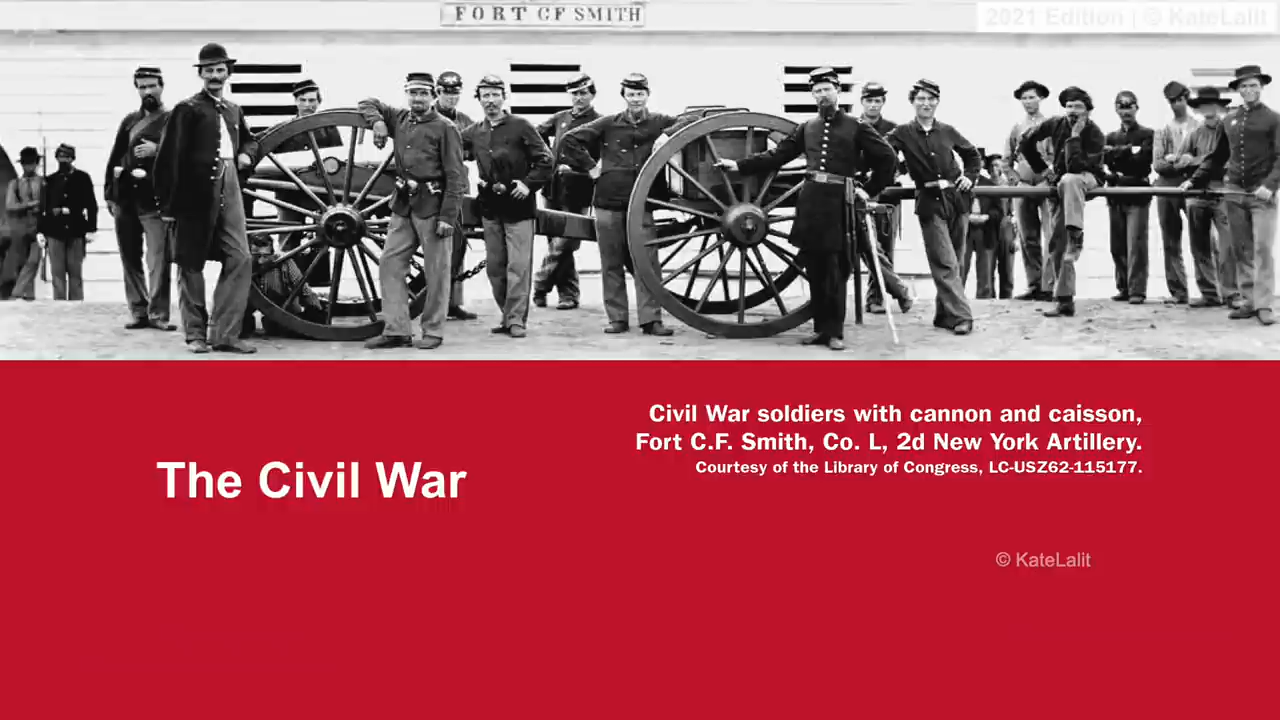 FORT CF SMITH
2021 Edition | © KateLalit
Civil War soldiers with cannon and caisson,
Fort C.F. Smith, Co. L, 2d New York Artillery.
Courtesy of the Library of Congress, LC-USZ62-115177.
The Civil War
© KateLalit